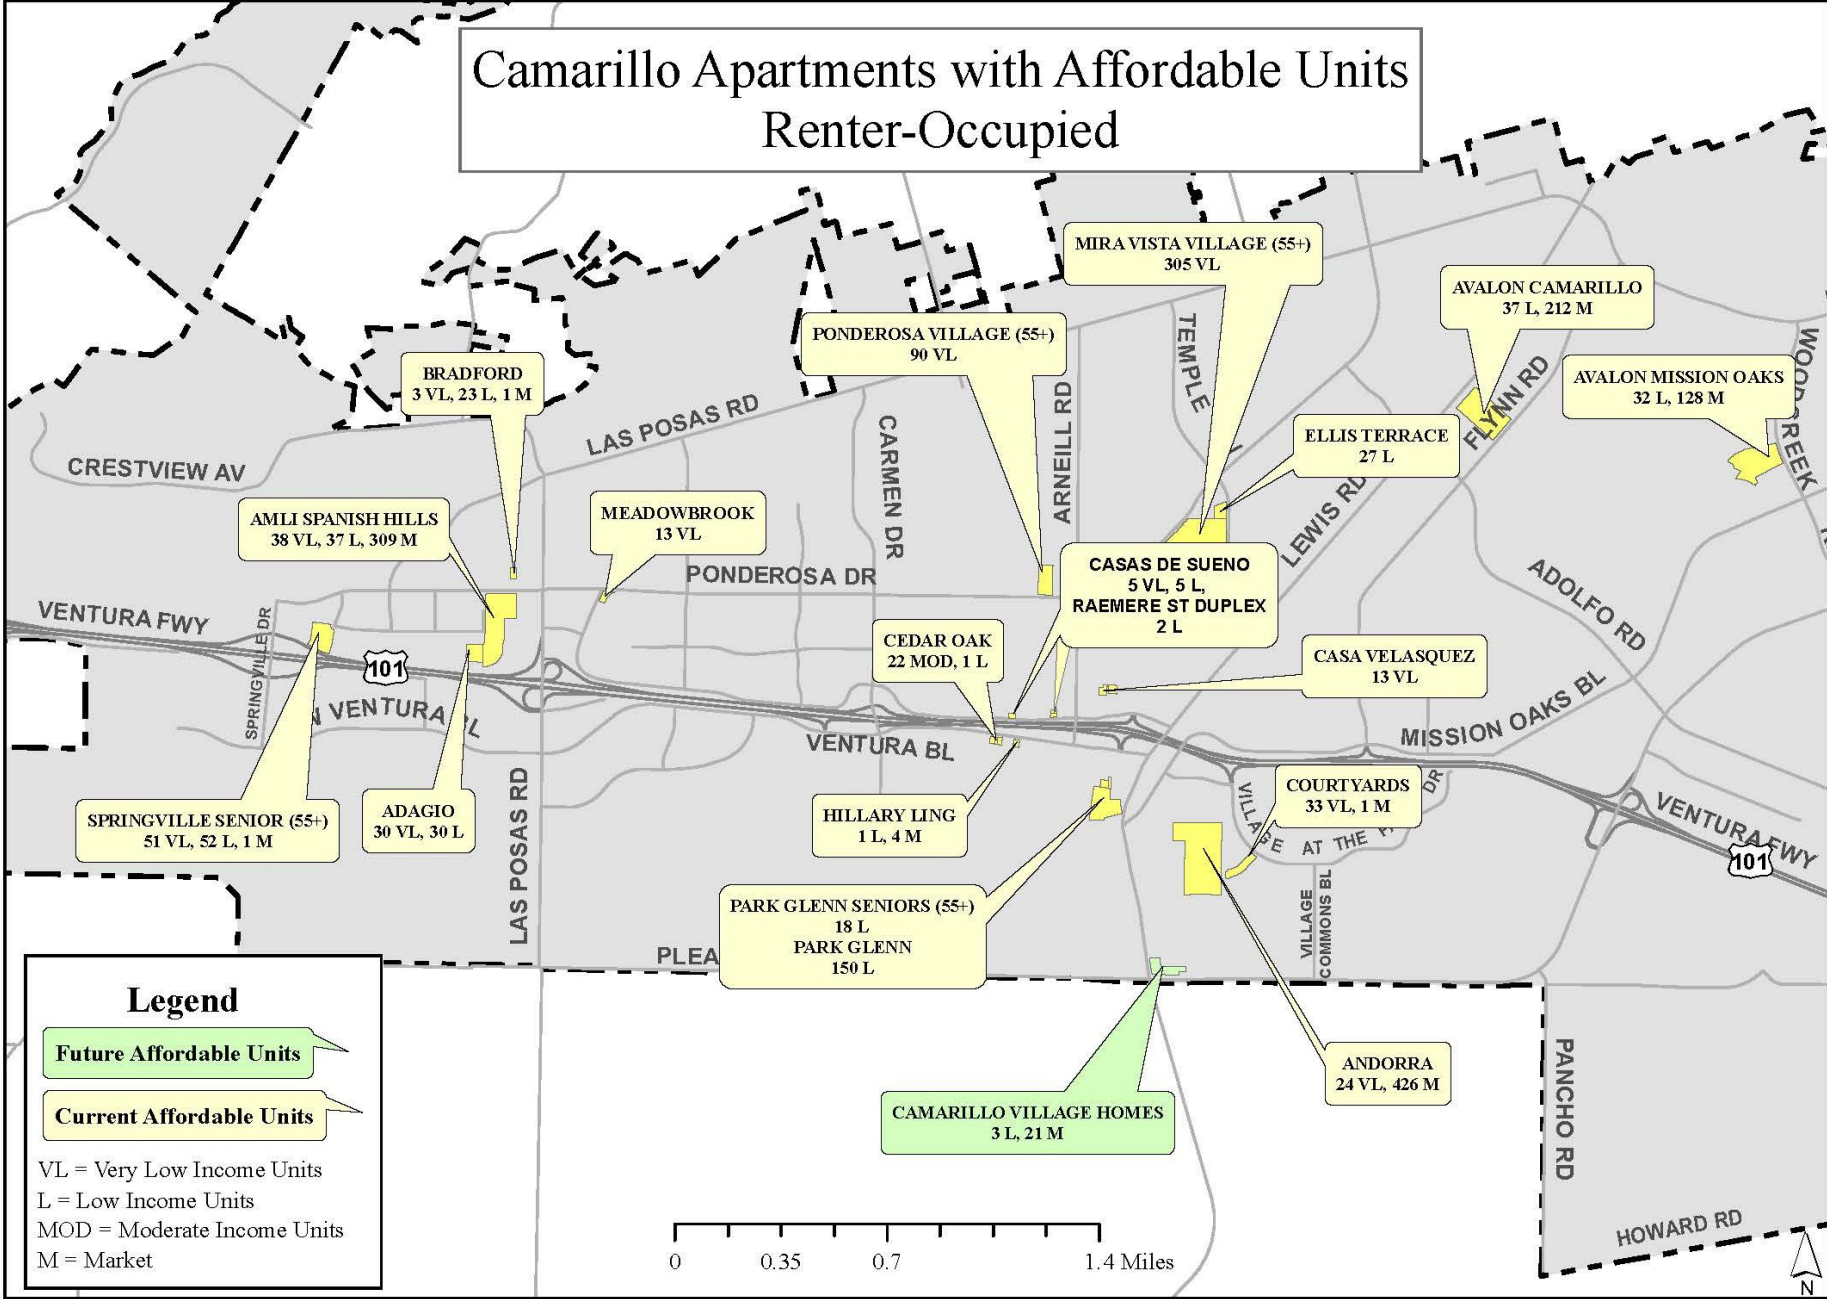 Camarillo Apartments with Affordable Units
Renter-Occupied
MIRA VISTA VILLAGE (55+)
305 VL
AVALON CAMARILLO
37 L, 212 M
PONDEROSA VILLAGE (55+)
90 VL
AVALON MISSION OAKS
32 L, 128 M
BRADFORD
3 VL, 23 L, 1 M
ELLIS TERRACE
27 L
AMLI SPANISH HILLS
38 VL, 37 L, 309 M
MEADOWBROOK
13 VL
CASAS DE SUENO
5 VL, 5 L,
RAEMERE ST DUPLEX
2 L
CEDAR OAK
22 MOD, 1 L
CASA VELASQUEZ
13 VL
SPRINGVILLE SENIOR (55+)
51 VL, 52 L, 1 M
ADAGIO
30 VL, 30 L
HILLARY LING
1 L, 4 M
COURTYARDS
33 VL, 1 M
PARK GLENN SENIORS (55+)
18 L
PARK GLENN
150 L
ANDORRA
24 VL, 426 M
CAMARILLO VILLAGE HOMES
3 L, 21 M
CRESTVIEW AV
LAS POSAS RD
CARMEN DR
ARNEILL RD
TEMPLE
FLYNN RD
LEWIS RD
ADOLFO RD
PONDEROSA DR
VENTURA FWY
101
SPRINGVILLE DR
VENTURA BL
LAS POSAS RD
VENTURA BL
MISSION OAKS BL
VILLAGE AT THE
DR
VILLAGE
COMMONS BL
VENTURA FWY
101
PANCHO RD
HOWARD RD
Legend
Future Affordable Units
Current Affordable Units
VL = Very Low Income Units
L = Low Income Units
MOD = Moderate Income Units
M = Market
0 0.35 0.7 1.4 Miles
N